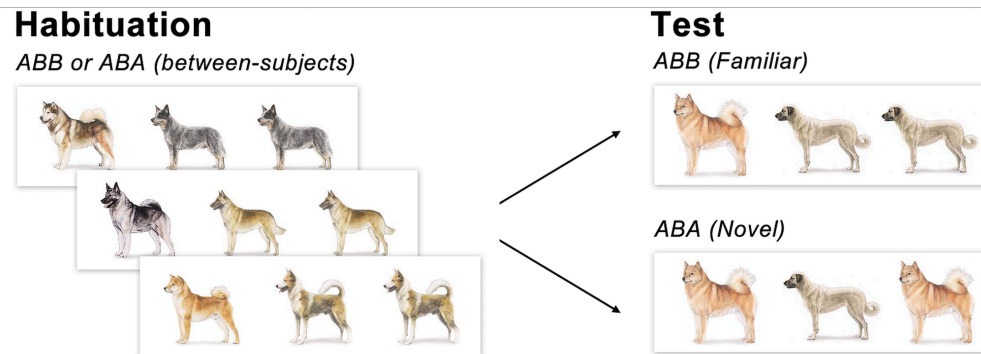 Habituation
ABB or ABA (between-subjects)
Test
ABB (Familiar)
ABA (Novel)